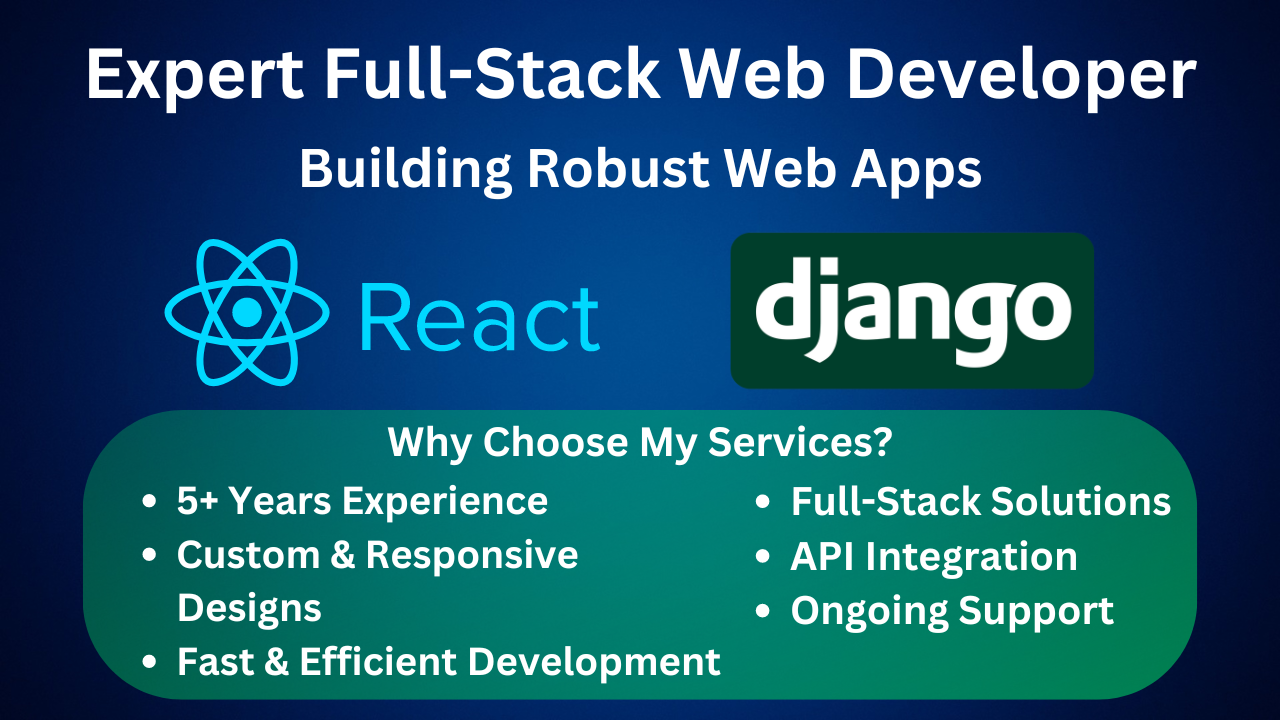 Expert Full-Stack Web Developer
Building Robust Web Apps
React
django
Why Choose My Services?
• 5+ Years Experience
• Custom & Responsive
Designs
• Fast & Efficient Development
• Full-Stack Solutions
• API Integration
• Ongoing Support